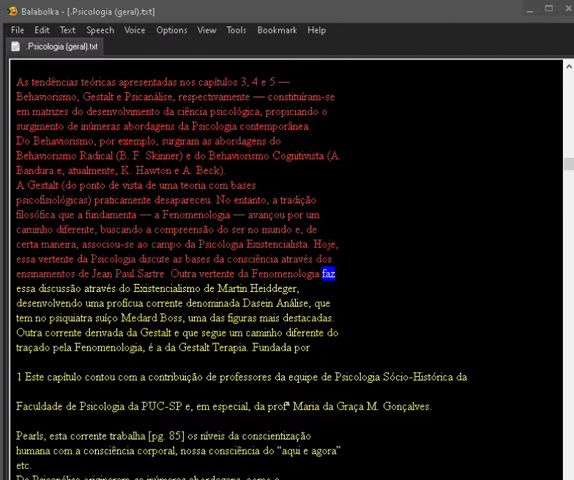 Balabolka - [.Psicologia (geral).txt]
File Edit Text Speech Voice Options View Tools Bookmark Help
.Psicologia (geral).txt
As tendências teóricas apresentadas nos capítulos 3, 4 e 5 —
Behaviorismo, Gestalt e Psicanálise, respectivamente — constituíram-se
em matrizes do desenvolvimento da ciência psicológica, propiciando o
surgimento de inúmeras abordagens da Psicologia contemporânea.
Do Behaviorismo, por exemplo, surgiram as abordagens do
Behaviorismo Radical (B. F. Skinner) e do Behaviorismo Cognitivista (A.
Bandura e, atualmente, K. Hawton e A. Beck).
A Gestalt (do ponto de vista de uma teoria com bases
psicofisiológicas) praticamente desapareceu. No entanto, a tradição
filosófica que a fundamenta — a Fenomenologia — avançou por um
caminho diferente, buscando a compreensão do ser no mundo e, de
certa maneira, associou-se ao campo da Psicologia Existencialista. Hoje,
essa vertente da Psicologia discute as bases da consciência através dos
ensinamentos de Jean Paul Sartre. Outra vertente da Fenomenologia faz
essa discussão através do Existencialismo de Martin Heiddeger,
desenvolvendo uma profícua corrente denominada Dasein Análise, que
tem no psiquiatra suíço Medard Boss, uma das figuras mais destacadas.
Outra corrente derivada da Gestalt e que segue um caminho diferente do
traçado pela Fenomenologia, é a da Gestalt Terapia. Fundada por
1 Este capítulo contou com a contribuição de professores da equipe de Psicologia Sócio-Histórica da
Faculdade de Psicologia da PUC-SP e, em especial, da profª Maria da Graça M. Gonçalves.
Pearls, esta corrente trabalha [pg. 85] os níveis da conscientização
humana com a consciência corporal, nossa consciência do “aqui e agora”
etc.
Da Psicanálise originaram-se inúmeras abordagens, como a